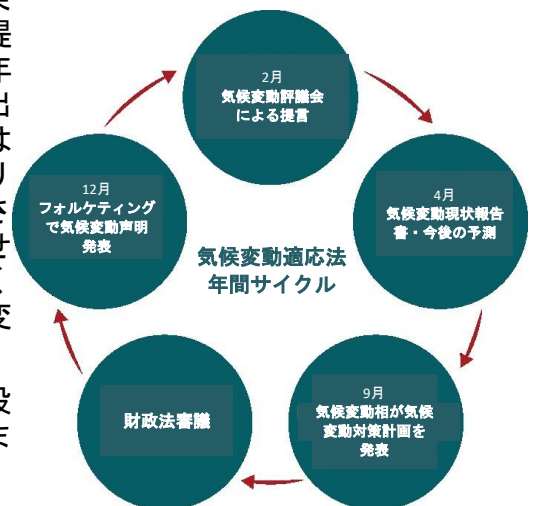 気候変動適応法
年間サイクル
2月
気候変動評議会
による提言
4月
気候変動現状報告
書・今後の予測
9月
気候変動相が気候
変動対策計画を
発表
財政法審議
12月
フォルケティング
で気候変動声明
発表